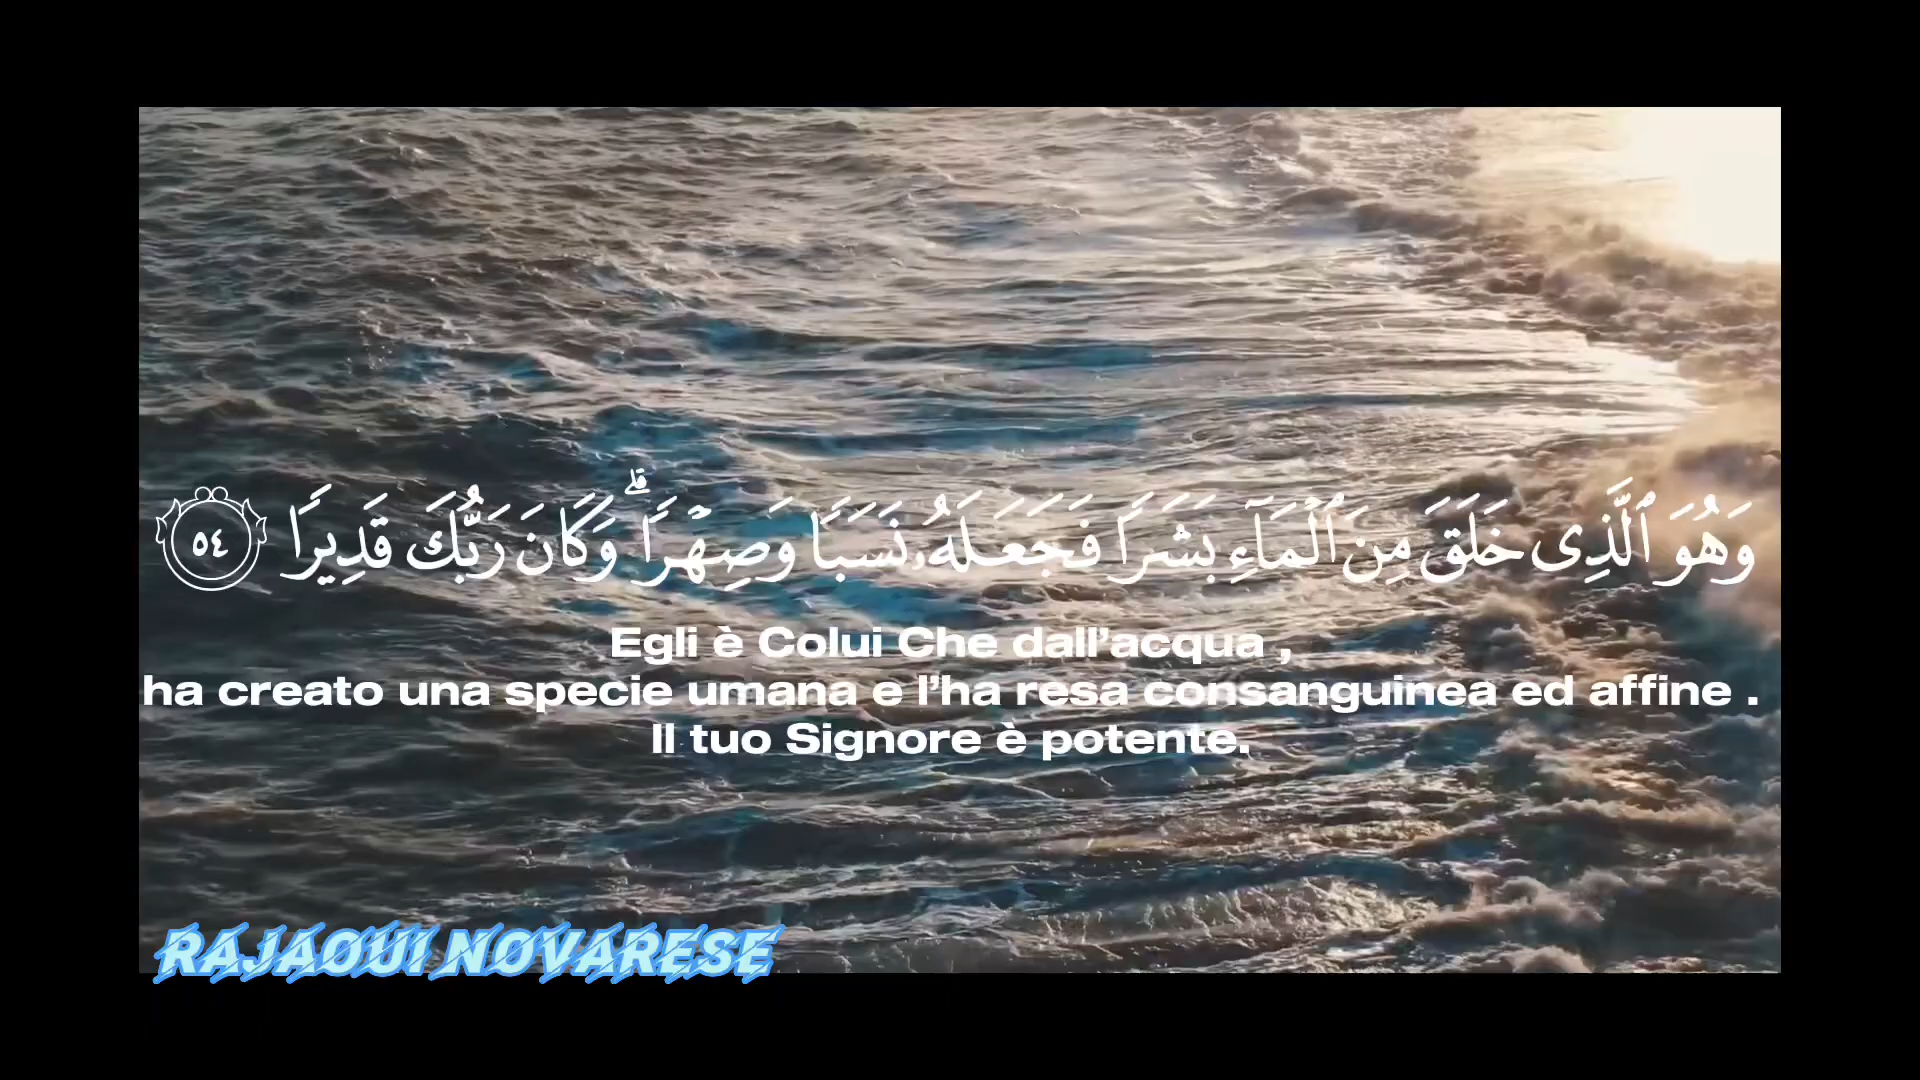 وَهُوَ ٱلَّذِى خَلَقَ مِنَ ٱلْمَآءِ بَشَرًا فَجَعَلَهُۥ نَسَبًا وَصِهْرًا ۗ وَكَانَ رَبُّكَ قَدِيرًا ٥٤
Egli è Colui Che dall’acqua ,
ha creato una specie umana e l’ha resa consanguinea ed affine .
Il tuo Signore è potente.
RAJAOUI NOVARESE